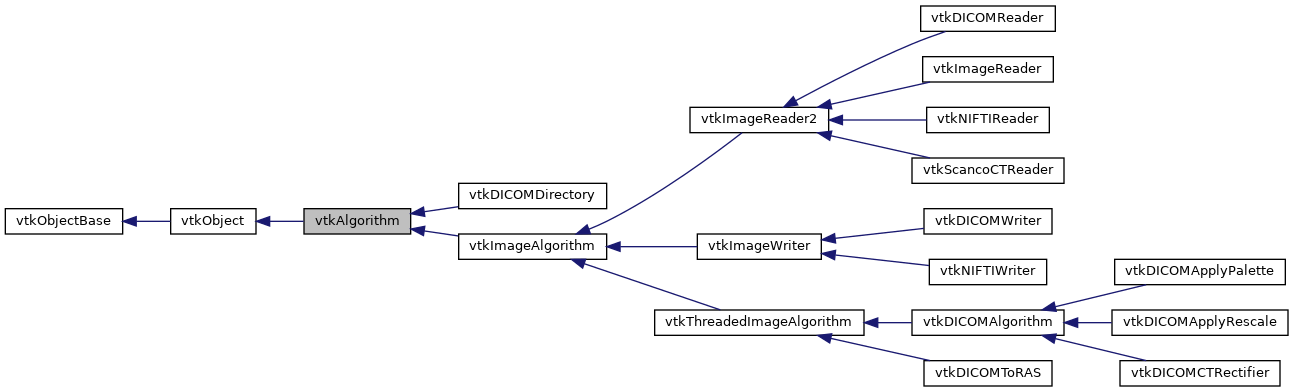 vtkObjectBase
vtkObject
vtkAlgorithm
vtkDICOMDirectory
vtkImageAlgorithm
vtkImageReader2
vtkDICOMReader
vtkImageReader
vtkNIFTIReader
vtkScancoCTReader
vtkImageWriter
vtkDICOMWriter
vtkNIFTIWriter
vtkThreadedImageAlgorithm
vtkDICOMAlgorithm
vtkDICOMApplyPalette
vtkDICOMApplyRescale
vtkDICOMCTRectifier
vtkDICOMToRAS